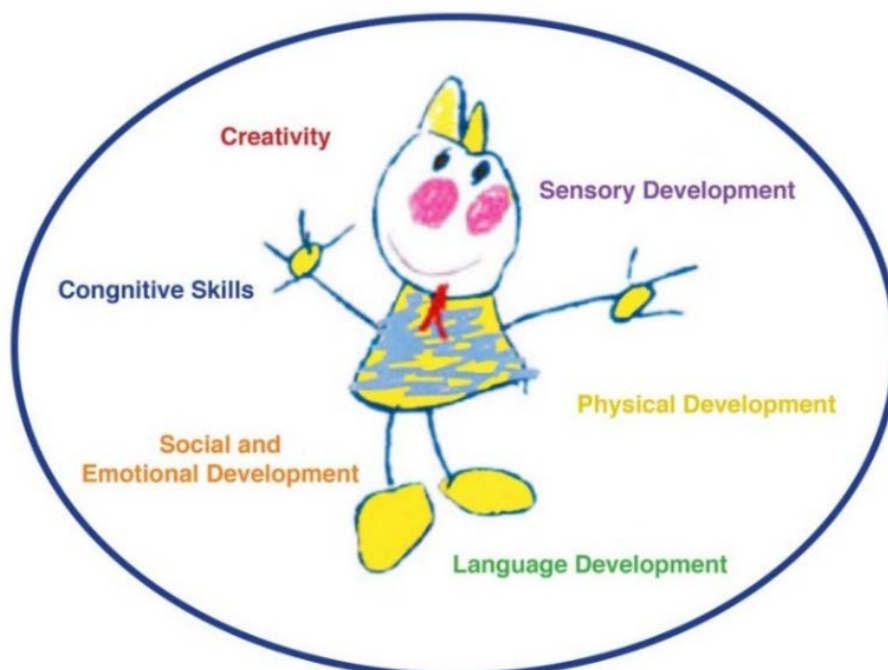 Creativity
Sensory Development
Congnitive Skills
Physical Development
Social and
Emotional Development
Language Development